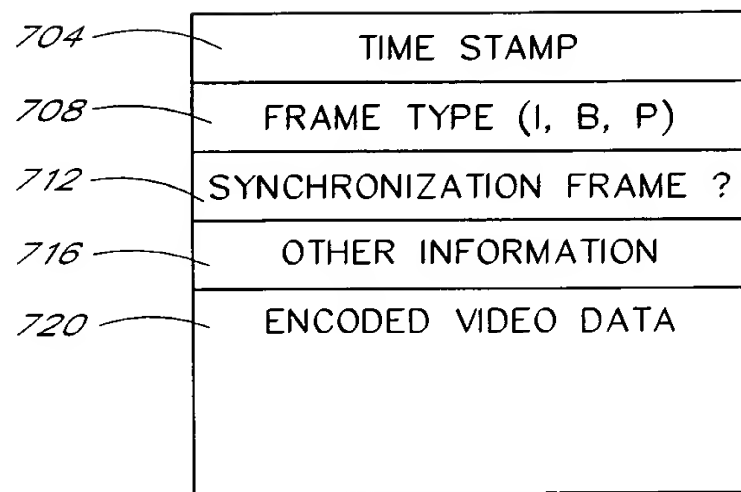 704 TIME STAMP
708 FRAME TYPE (I, B, P)
712 SYNCHRONIZATION FRAME ?
716 OTHER INFORMATION
720 ENCODED VIDEO DATA